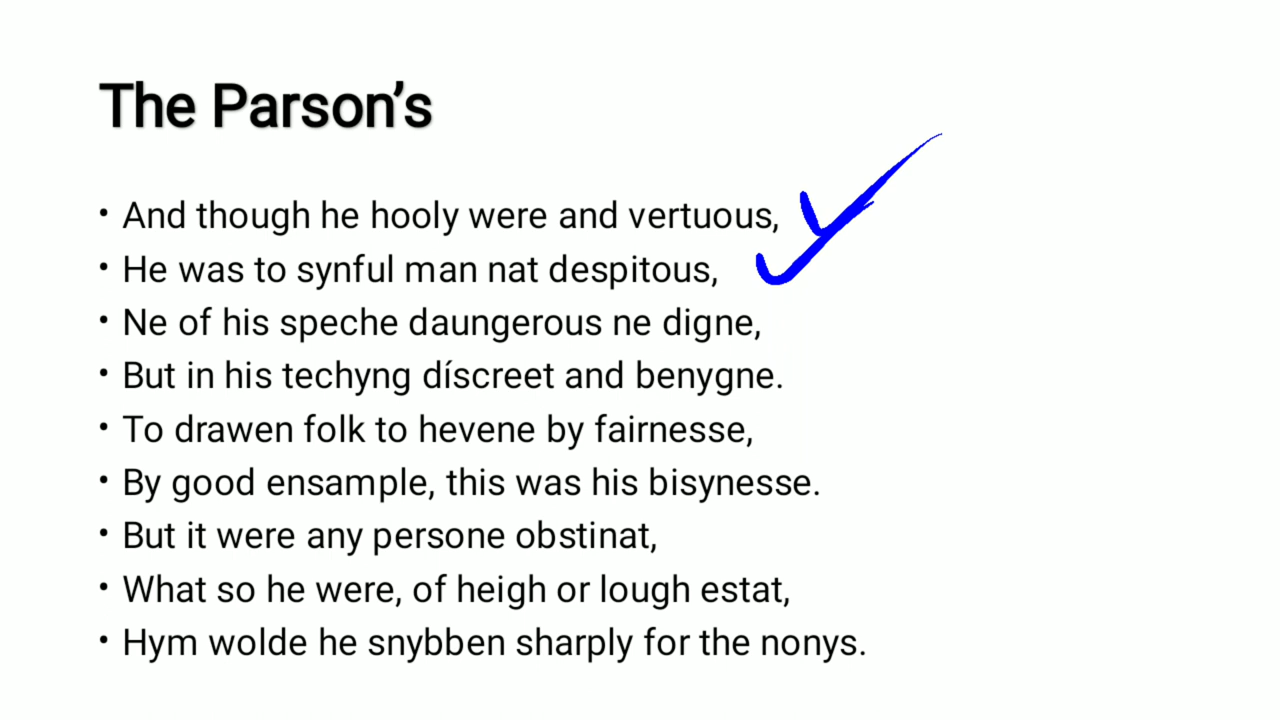 The Parson’s
• And though he hooly were and vertuous,
• He was to synful man nat despitous,
• Ne of his speche daungerous ne digne,
• But in his techyng díscreet and benygne.
• To drawen folk to hevene by fairnesse,
• By good ensample, this was his bisynesse.
• But it were any persone obstinat,
• What so he were, of heigh or lough estat,
• Hym wolde he snybben sharply for the nonys.